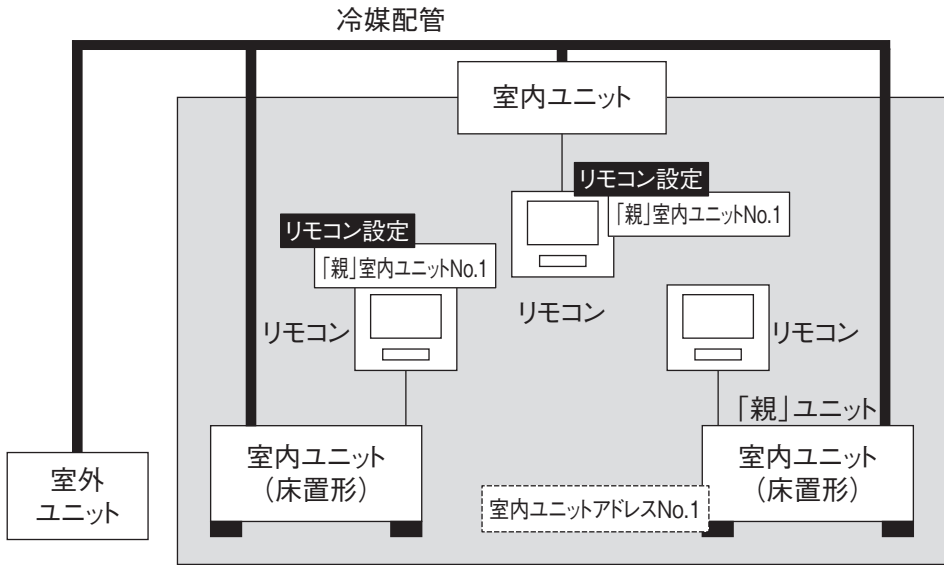 冷媒配管
室内ユニット
リモコン設定
「親」室内ユニットNo.1
リモコン設定
「親」室内ユニットNo.1
リモコン
リモコン
リモコン
「親」ユニット
室内ユニット
(床置形)
室内ユニット
(床置形)
室外
ユニット
室内ユニットアドレスNo.1